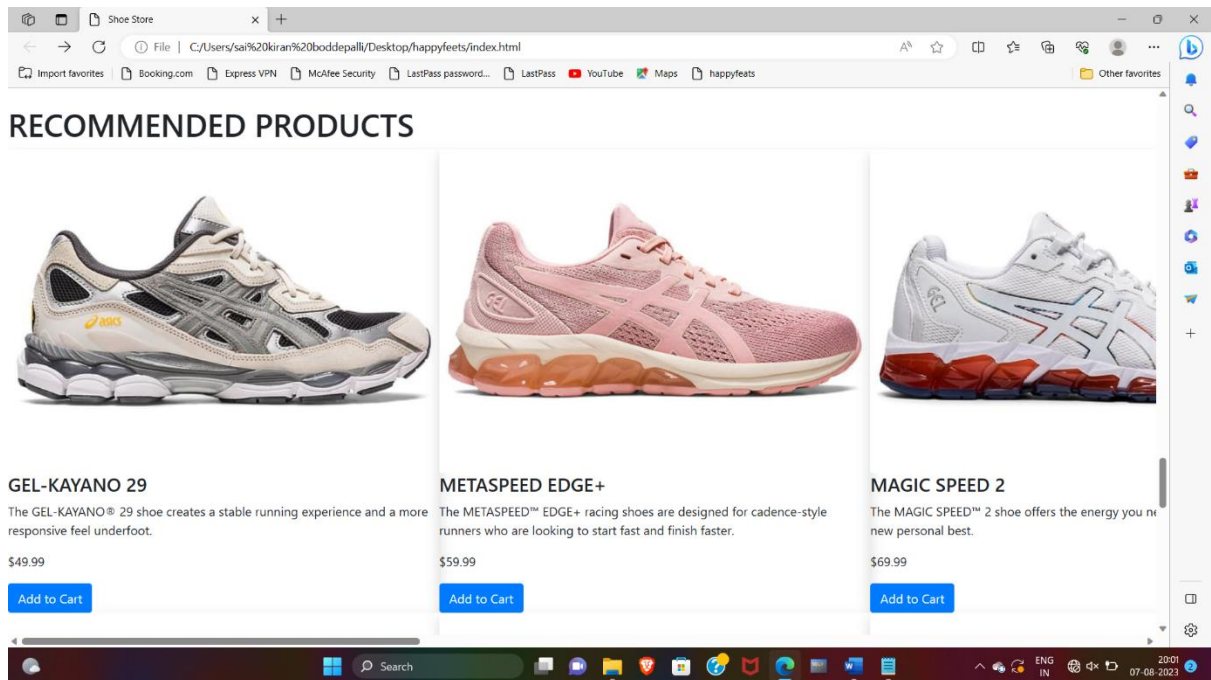 Shoe Store
File | C:/Users/sai%20kiran%20boddepalli/Desktop/happyfeets/index.html
Import favorites Booking.com Express VPN McAfee Security LastPass password... LastPass YouTube Maps happyfeats Other favorites
RECOMMENDED PRODUCTS
asics
GEL
GEL
GEL-KAYANO 29
The GEL-KAYANO® 29 shoe creates a stable running experience and a more
responsive feel underfoot.
$49.99
Add to Cart
METASPEED EDGE+
The METASPEED™ EDGE+ racing shoes are designed for cadence-style
runners who are looking to start fast and finish faster.
$59.99
Add to Cart
MAGIC SPEED 2
The MAGIC SPEED™ 2 shoe offers the energy you
new personal best.
$69.99
Add to Cart
Search
ENG
IN
20:01
07-08-2023
2